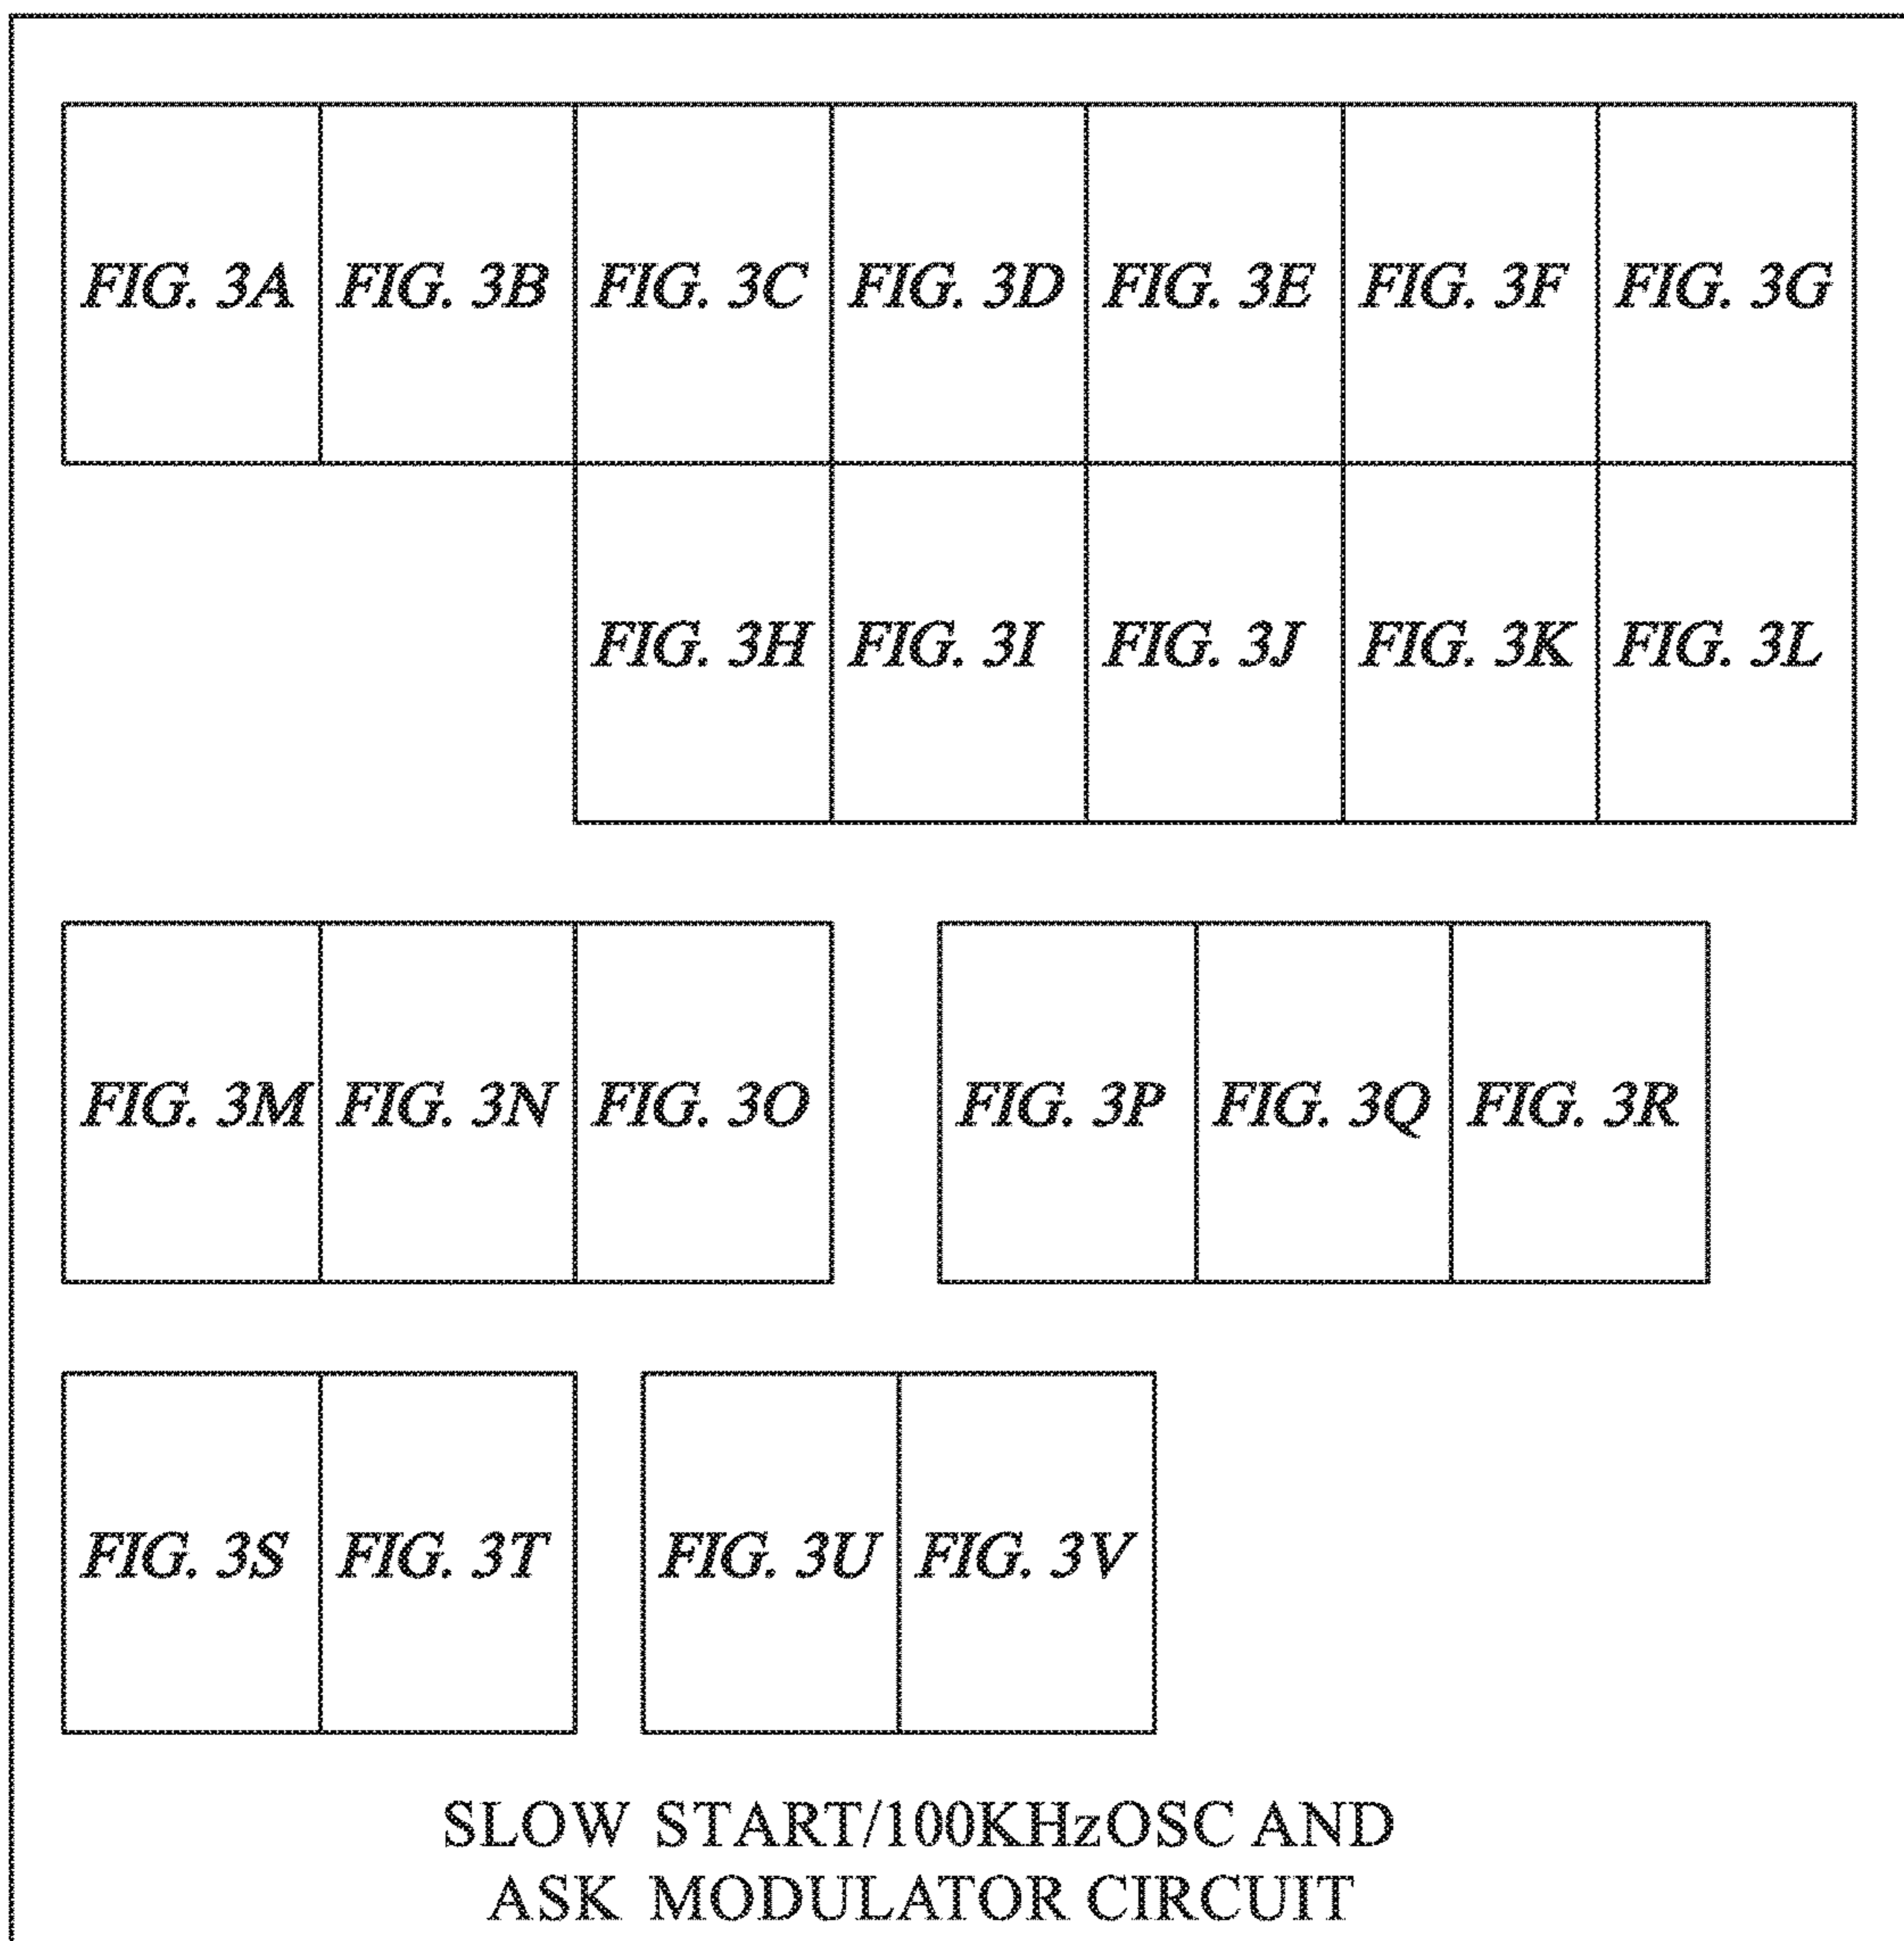 FIG. 3A FIG. 3B FIG. 3C FIG. 3D FIG. 3E FIG. 3F FIG. 3G
FIG. 3H FIG. 3I FIG. 3J FIG. 3K FIG. 3L
FIG. 3M FIG. 3N FIG. 3O FIG. 3P FIG. 3Q FIG. 3R
FIG. 3S FIG. 3T FIG. 3U FIG. 3V
SLOW START/100KHzOSC AND
ASK MODULATOR CIRCUIT